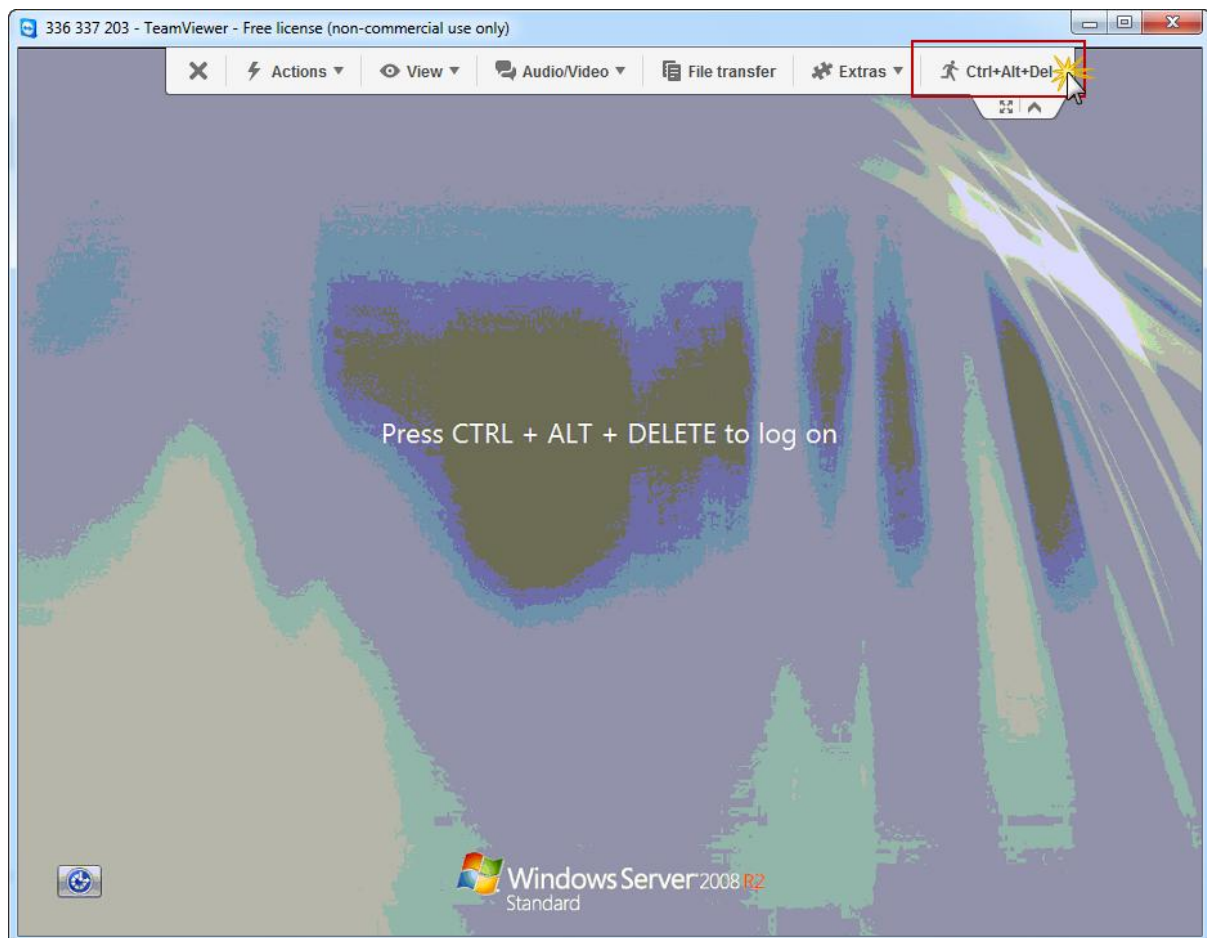 336 337 203 - TeamViewer - Free license (non-commercial use only)
Actions View Audio/Video File transfer Extras Ctrl+Alt+Del
Press CTRL + ALT + DELETE to log on
Windows Server 2008 R2
Standard